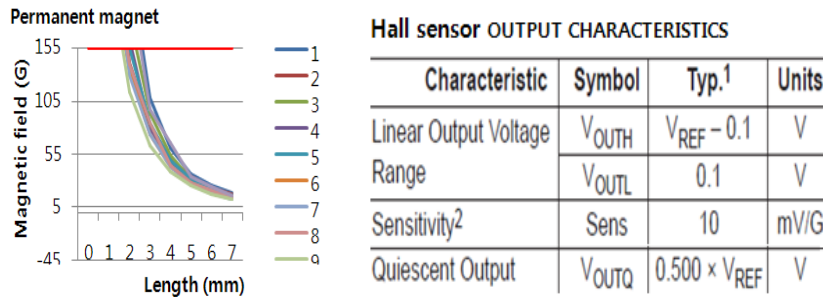 Permanent magnet
Magnetic field (G)
155
105
55
5
-45
0 1 2 3 4 5 6 7
Length (mm)
1
2
3
4
5
6
7
8
9
Hall sensor OUTPUT CHARACTERISTICS
Characteristic Symbol Typ.1 Units
Linear Output Voltage Range
VOUTH VREF – 0.1 V
VOUTL 0.1 V
Sensitivity2 Sens 10 mV/G
Quiescent Output VOUTQ 0.500 × VREF V